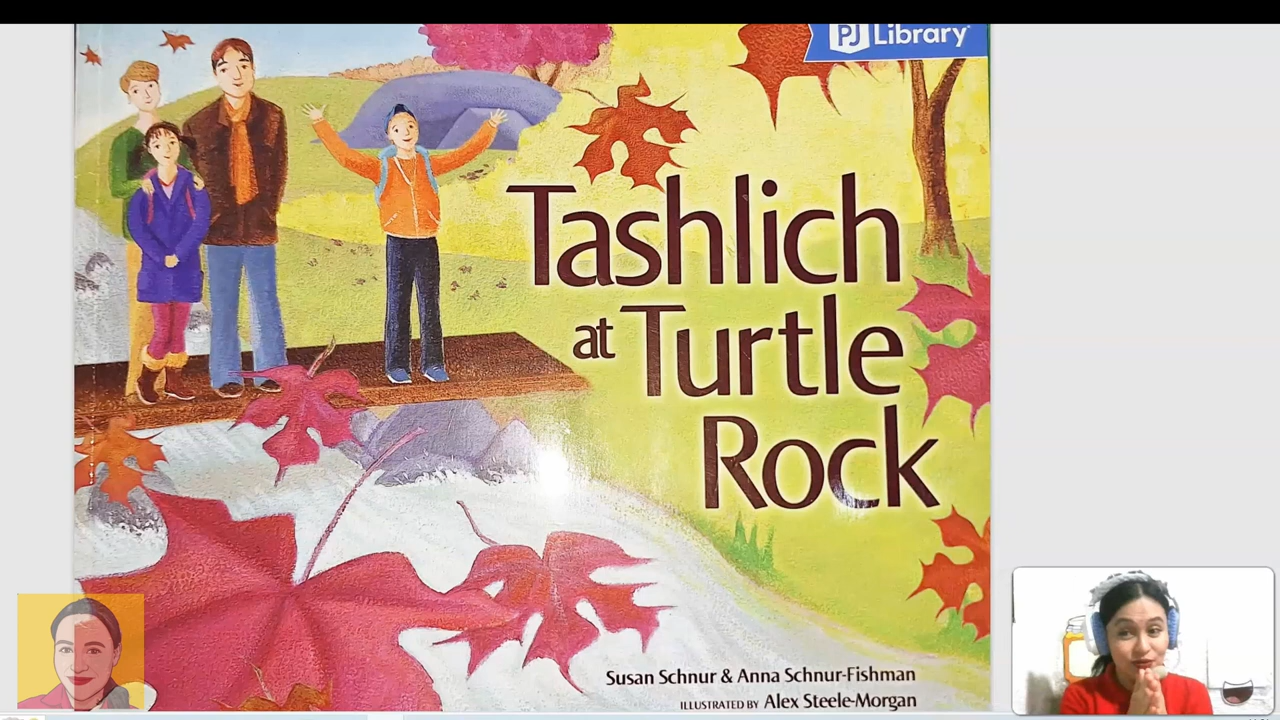 PJ Library
Tashlich
at Turtle
Rock
Susan Schnur & Anna Schnur-Fishman
ILLUSTRATED BY Alex Steele-Morgan